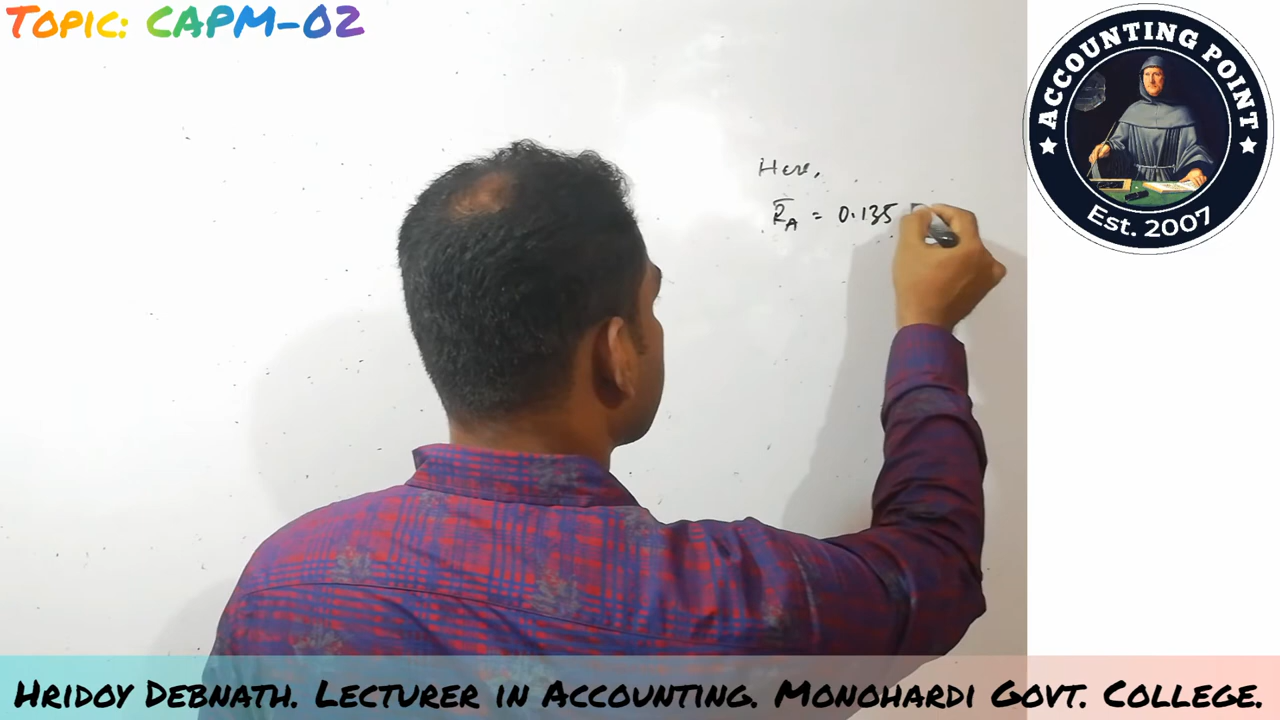 Topic: CAPM-02
ACCOUNTING POINT
Est. 2007
Here,
R̄A = 0.135
Hridoy Debnath. Lecturer in Accounting. Monohardi Govt. College.